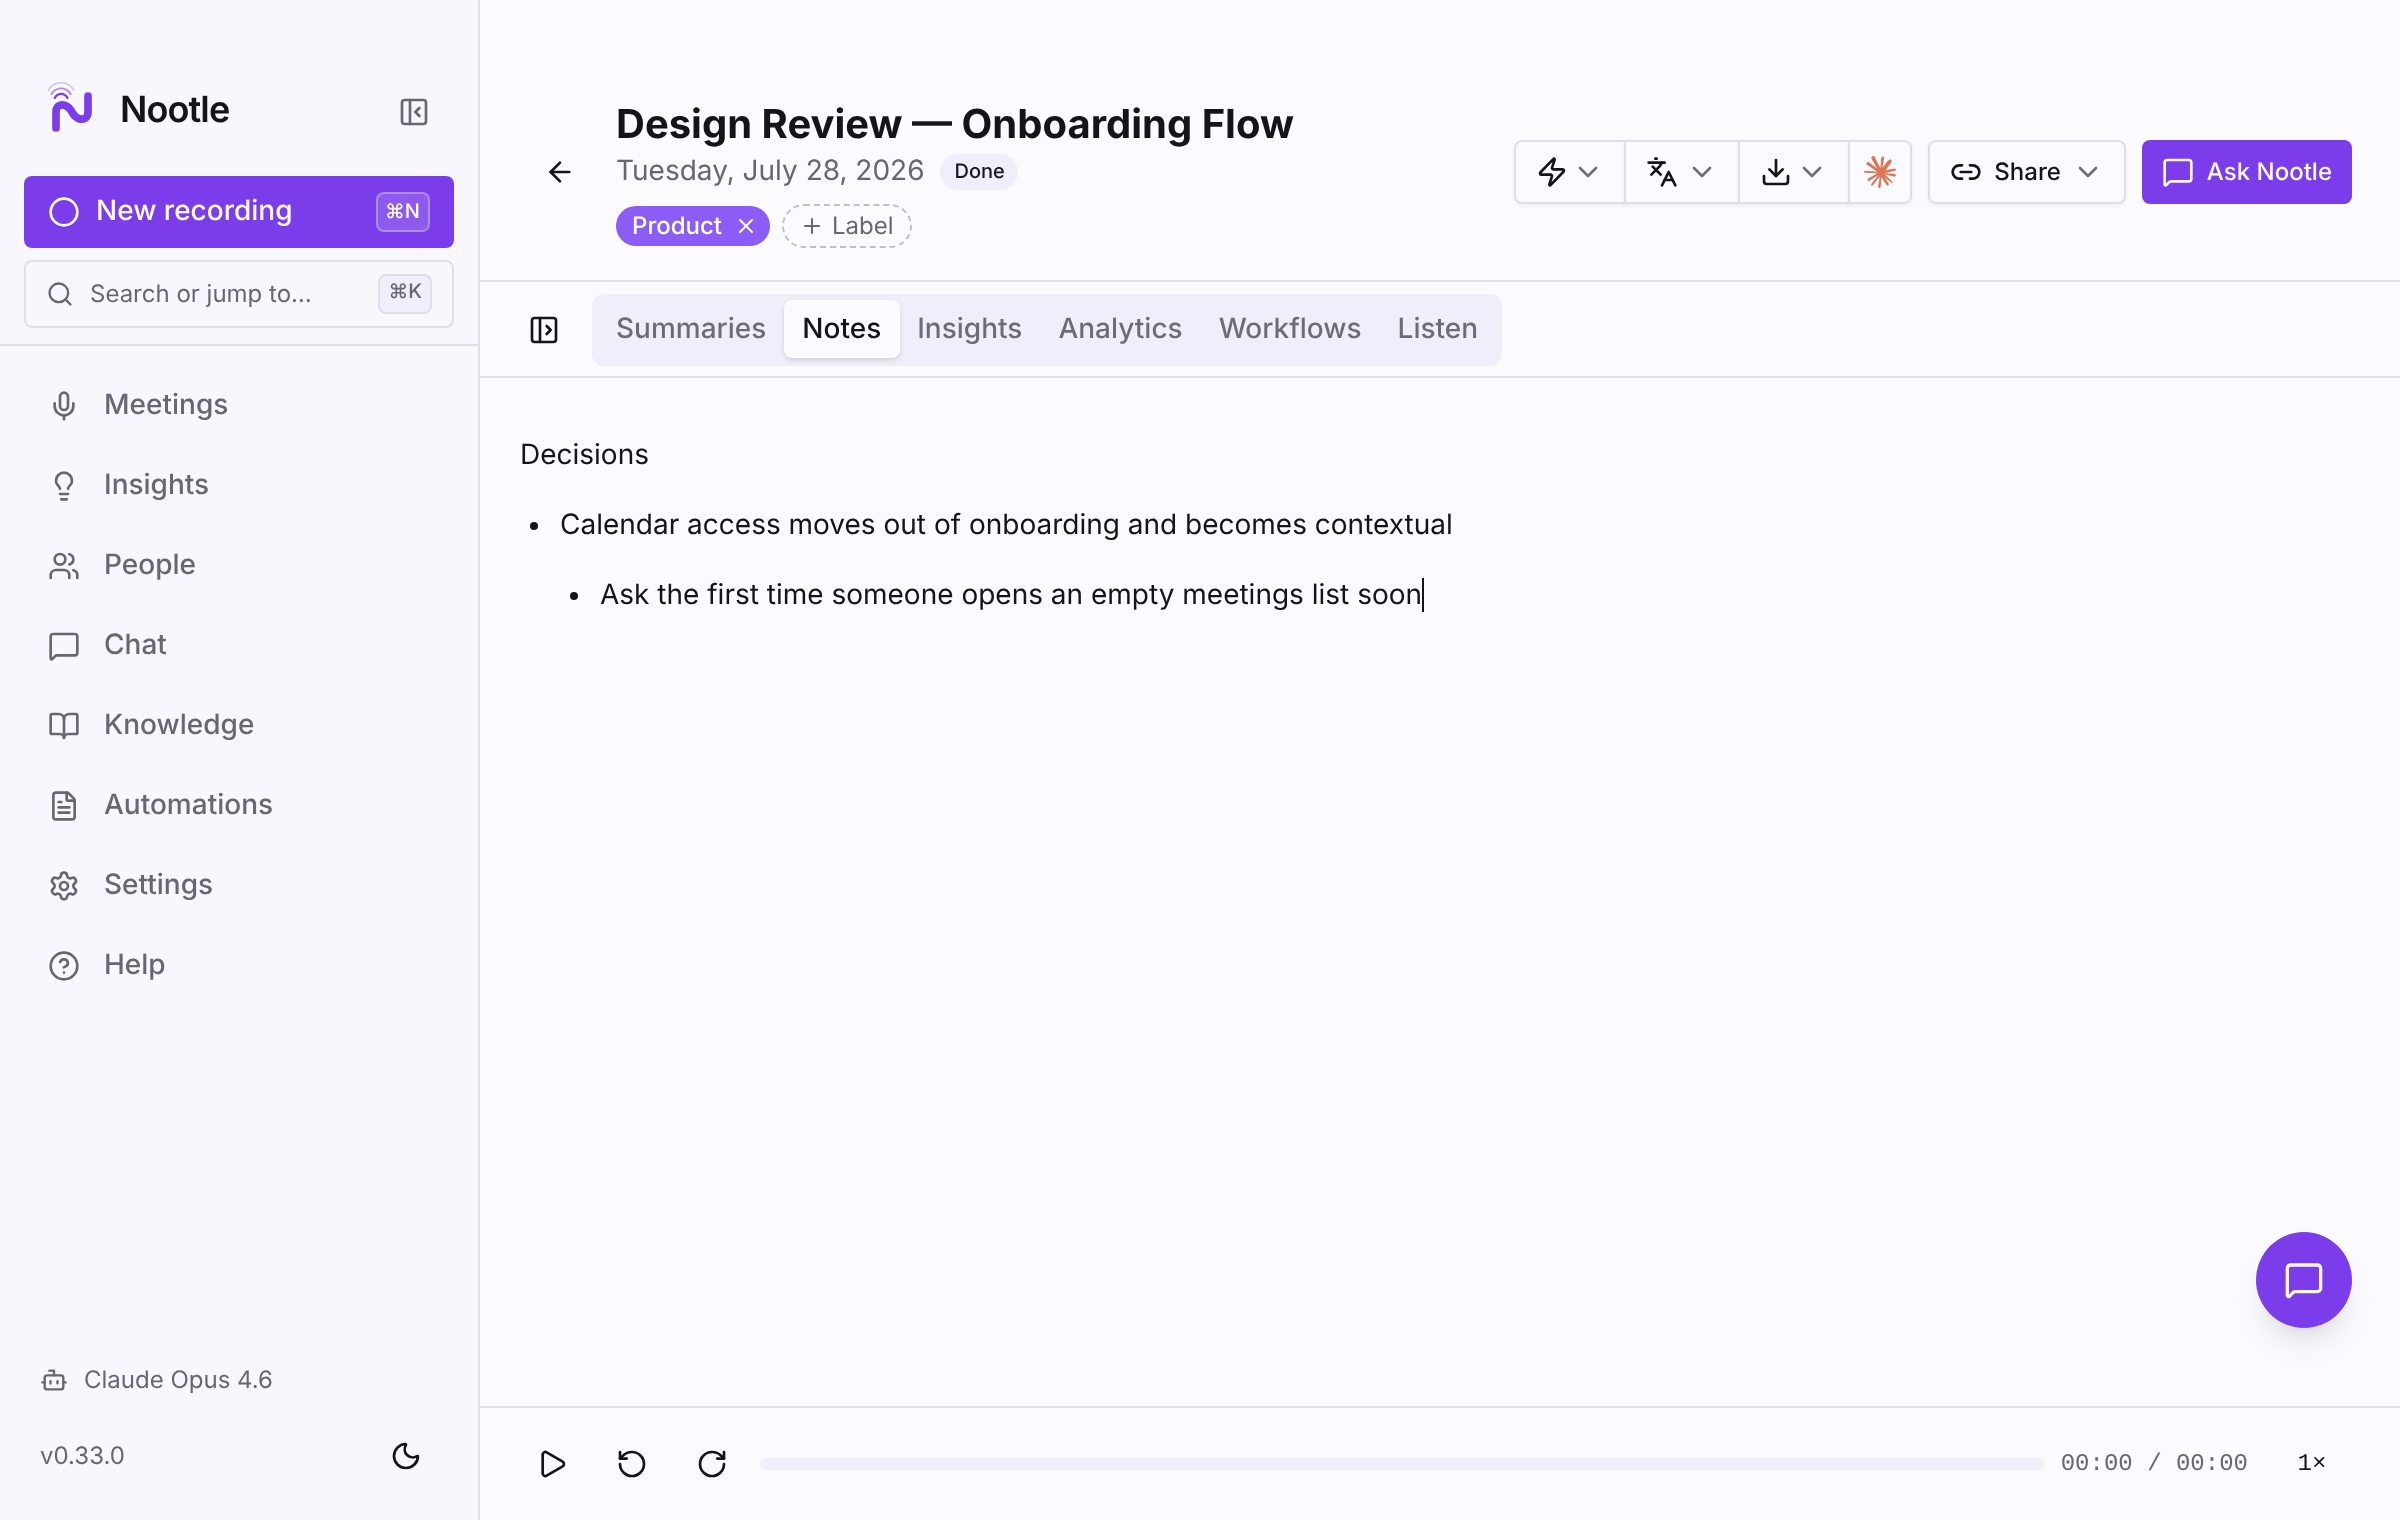 Nootle
New recording ⌘N
Search or jump to... ⌘K
Meetings
Insights
People
Chat
Knowledge
Automations
Settings
Help
Claude Opus 4.6
v0.33.0
Design Review — Onboarding Flow
Tuesday, July 28, 2026 Done
Product × + Label
Share
Ask Nootle
Summaries Notes Insights Analytics Workflows Listen
Decisions
• Calendar access moves out of onboarding and becomes contextual
• Ask the first time someone opens an empty meetings list soon
00:00 / 00:00 1×